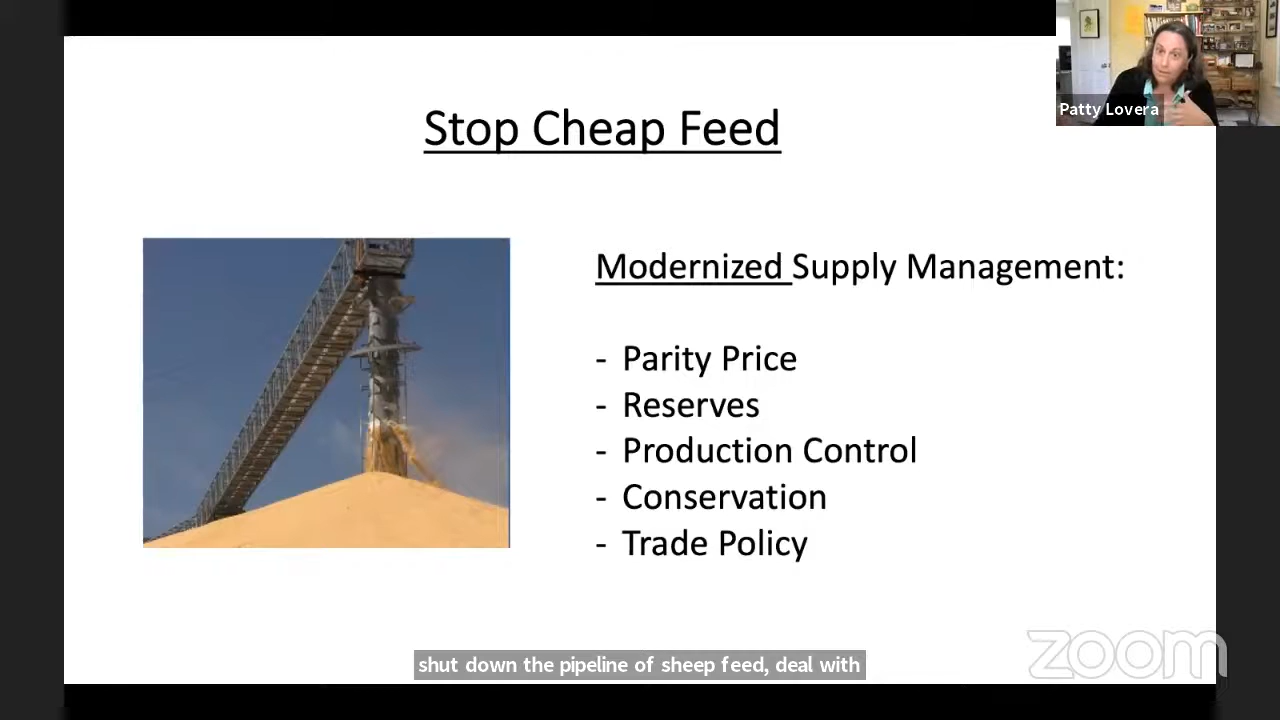 Patty Lovera
Stop Cheap Feed
Modernized Supply Management:
- Parity Price
- Reserves
- Production Control
- Conservation
- Trade Policy
shut down the pipeline of sheep feed, deal with
zoom